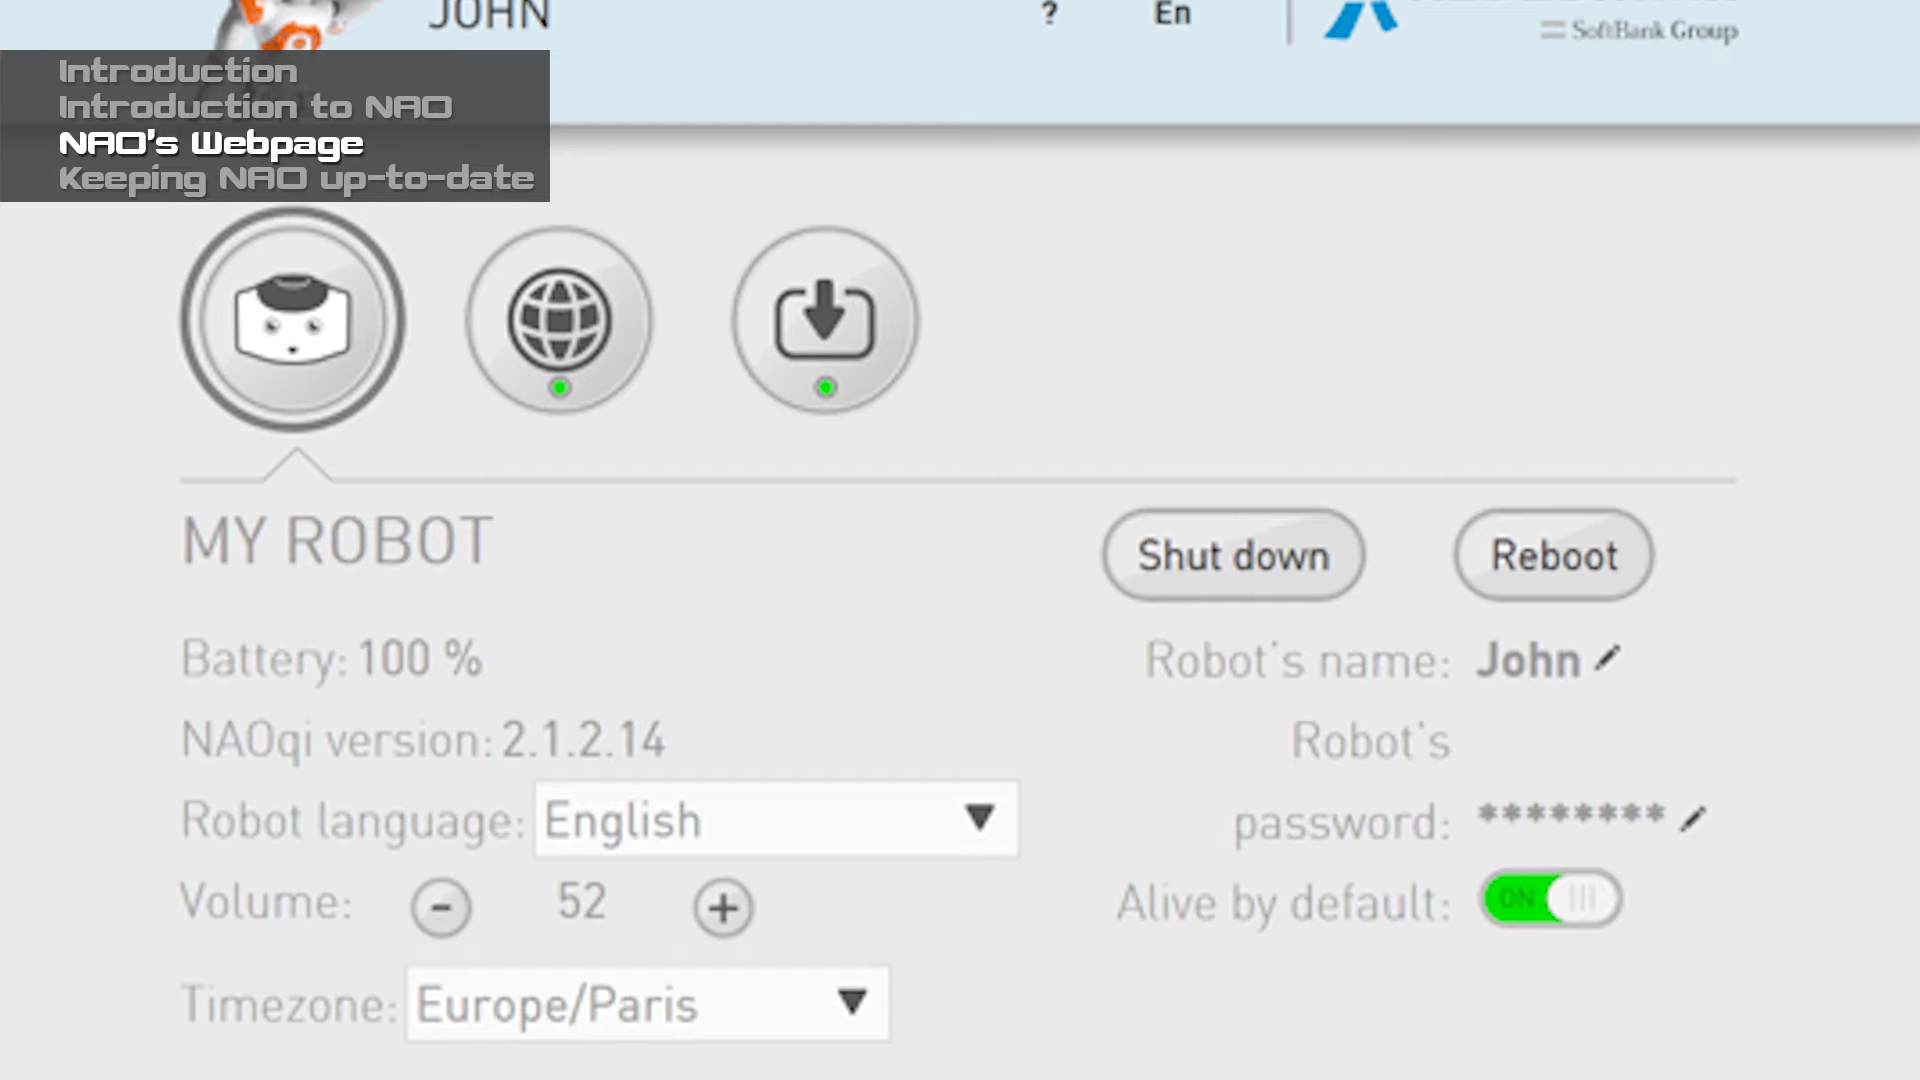 JOHN
?
En
SoftBank Group
Introduction
Introduction to NAO
NAO's Webpage
Keeping NAO up-to-date
MY ROBOT
Shut down
Reboot
Battery: 100 %
Robot's name: John
NAOqi version: 2.1.2.14
Robot's
password: ********
Robot language: English
Volume: - 52 +
Alive by default: ON
Timezone: Europe/Paris